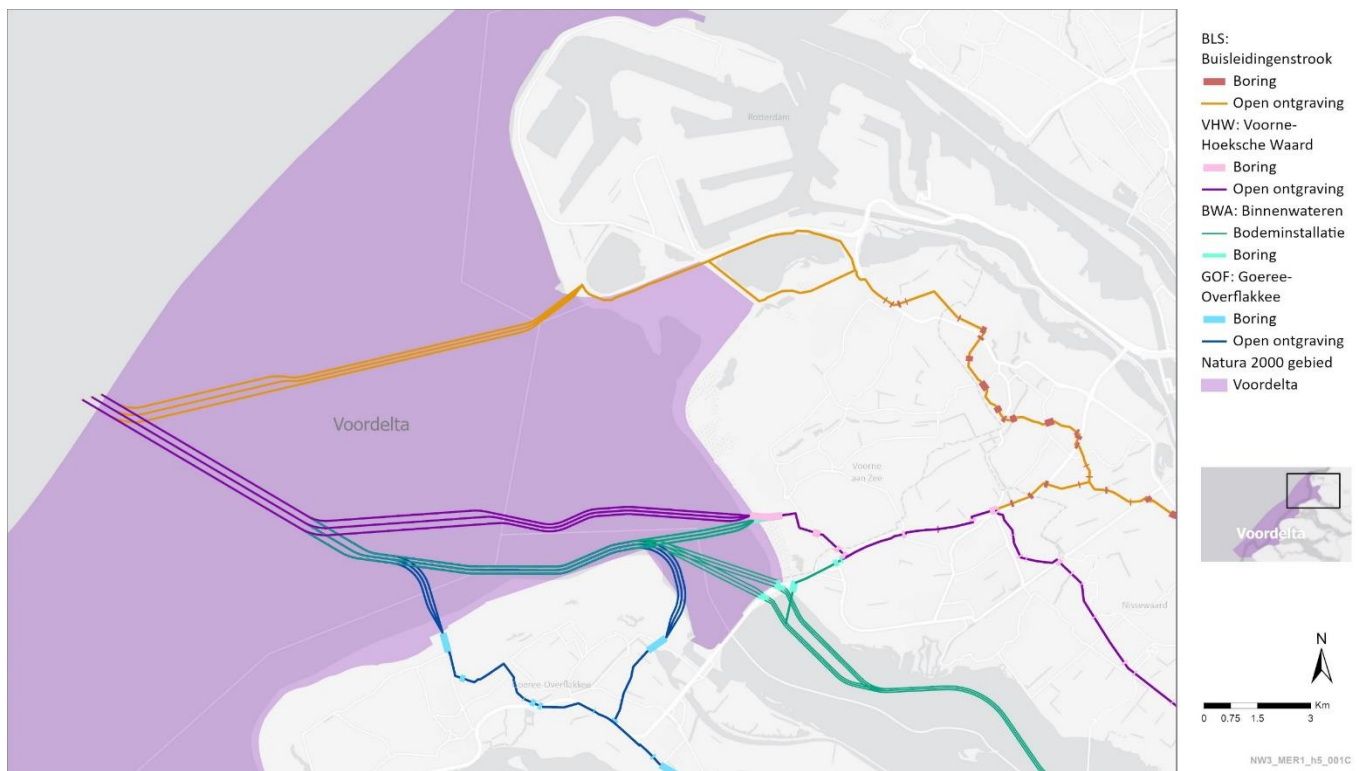 Rotterdam
Voordelta
Voorne
aan Zee
Nissewaard
Goeree-Overflakkee
BLS:
Buisleidingenstrook
Boring
Open ontgraving
VHW: Voorne-
Hoeksche Waard
Boring
Open ontgraving
BWA: Binnenwateren
Bodeminstallatie
Boring
GOF: Goeree-
Overflakkee
Boring
Open ontgraving
Natura 2000 gebied
Voordelta
Voordelta
N
Km
0 0.75 1.5 3
NW3_MER1_h5_001C